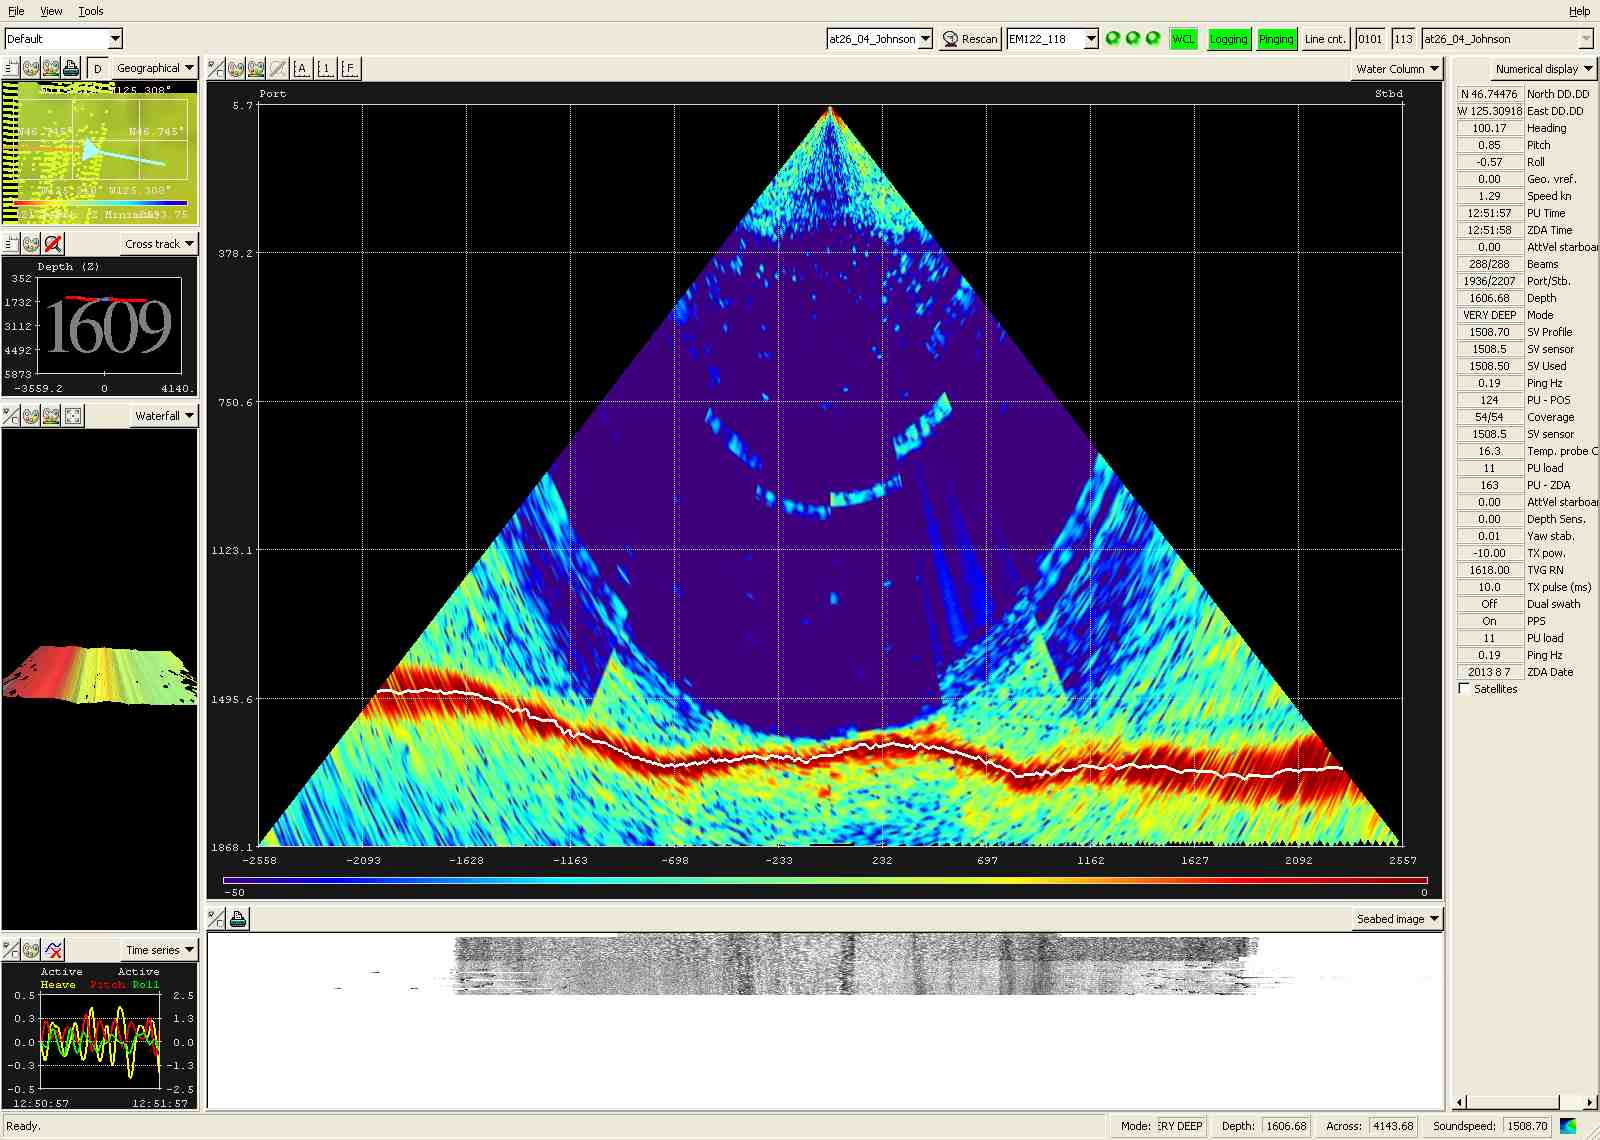 File View Tools Help
Default at26_04_Johnson Rescan EM122_118 WCL Logging Pinging Line cnt. 0101 113 at26_04_Johnson
D Geographical
W125.308°
N46.745° N46.745°
W125.308°
Cross track
Depth (Z)
352
1732
3112
4492
5873
1609
-3559.2 0 4140.
Waterfall
Time series
Active Active
Heave Pitch Roll
0.5 2.5
0.3 1.3
0.0 0.0
-0.3 -1.3
-0.5 -2.5
12:50:57 12:51:57
A 1 F Water Column
Port Stbd
5.7
378.2
750.6
1123.1
1495.6
1868.1
-2558 -2093 -1628 -1163 -698 -233 232 697 1162 1627 2092 2557
-50 0
Seabed image
Numerical display
N 46.74476 North DD.DD
W 125.30918 East DD.DD
100.17 Heading
0.85 Pitch
-0.57 Roll
0.00 Geo. vref.
1.29 Speed kn
12:51:57 PU Time
12:51:58 ZDA Time
0.00 AttVel starboar
288/288 Beams
1936/2207 Port/Stb.
1606.68 Depth
VERY DEEP Mode
1508.70 SV Profile
1508.5 SV sensor
1508.50 SV Used
0.19 Ping Hz
124 PU - POS
54/54 Coverage
1508.5 SV sensor
16.3 Temp. probe C
11 PU load
163 PU - ZDA
0.00 AttVel starboar
0.00 Depth Sens.
0.01 Yaw stab.
-10.00 TX pow.
1618.00 TVG RN
10.0 TX pulse (ms)
Off Dual swath
On PPS
11 PU load
0.19 Ping Hz
2013 8 7 ZDA Date
Satellites
Ready. Mode: ERY DEEP Depth: 1606.68 Across: 4143.68 Soundspeed: 1508.70